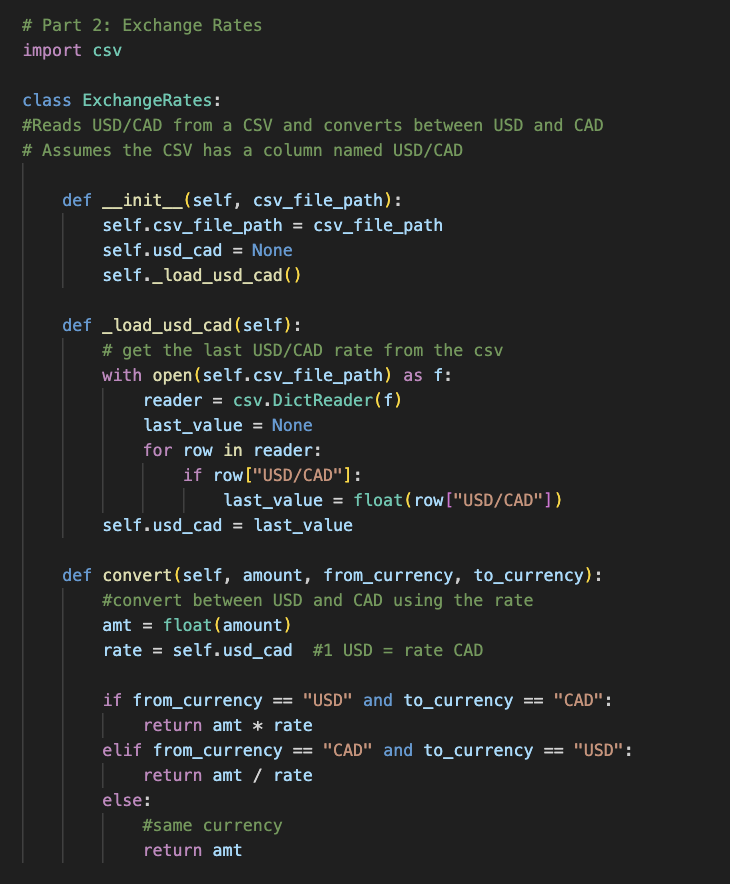 # Part 2: Exchange Rates
import csv

class ExchangeRates:
#Reads USD/CAD from a CSV and converts between USD and CAD
# Assumes the CSV has a column named USD/CAD

    def __init__(self, csv_file_path):
        self.csv_file_path = csv_file_path
        self.usd_cad = None
        self._load_usd_cad()

    def _load_usd_cad(self):
        # get the last USD/CAD rate from the csv
        with open(self.csv_file_path) as f:
            reader = csv.DictReader(f)
            last_value = None
            for row in reader:
                if row["USD/CAD"]:
                    last_value = float(row["USD/CAD"])
        self.usd_cad = last_value

    def convert(self, amount, from_currency, to_currency):
        #convert between USD and CAD using the rate
        amt = float(amount)
        rate = self.usd_cad  #1 USD = rate CAD

        if from_currency == "USD" and to_currency == "CAD":
            return amt * rate
        elif from_currency == "CAD" and to_currency == "USD":
            return amt / rate
        else:
            #same currency
            return amt